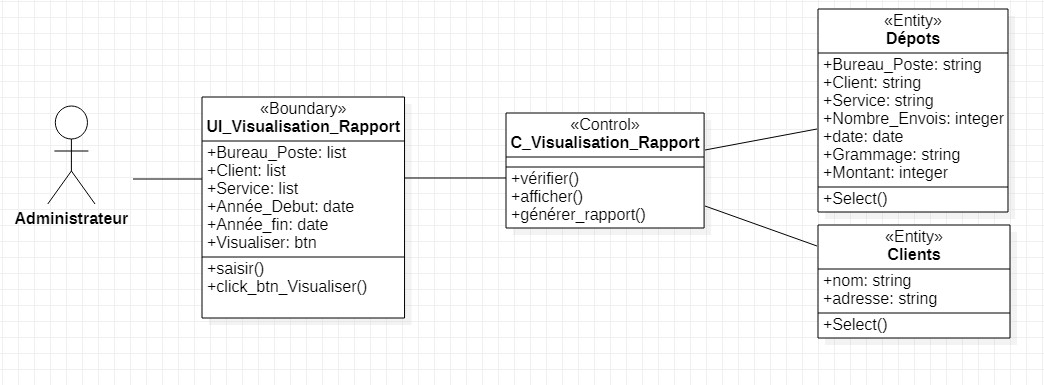 Administrateur
«Boundary»
UI_Visualisation_Rapport
+Bureau_Poste: list
+Client: list
+Service: list
+Année_Debut: date
+Année_fin: date
+Visualiser: btn
+saisir()
+click_btn_Visualiser()
«Control»
C_Visualisation_Rapport
+vérifier()
+afficher()
+générer_rapport()
«Entity»
Dépots
+Bureau_Poste: string
+Client: string
+Service: string
+Nombre_Envois: integer
+date: date
+Grammage: string
+Montant: integer
+Select()
«Entity»
Clients
+nom: string
+adresse: string
+Select()